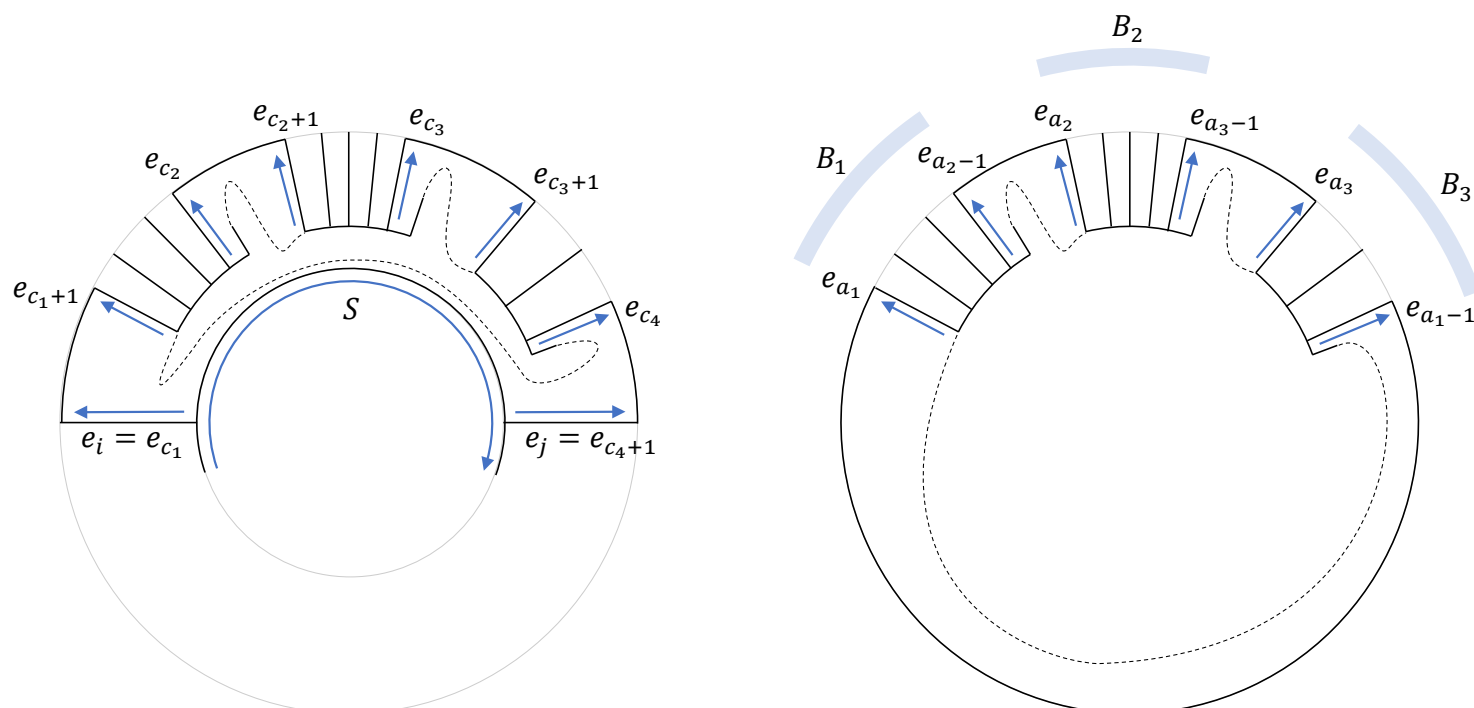 e_{c_2+1}
e_{c_3}
e_{c_2}
e_{c_3+1}
e_{c_1+1}
S
e_{c_4}
e_i = e_{c_1}
e_j = e_{c_4+1}
B_2
e_{a_2}
e_{a_3-1}
B_1
e_{a_2-1}
e_{a_3}
B_3
e_{a_1}
e_{a_1-1}